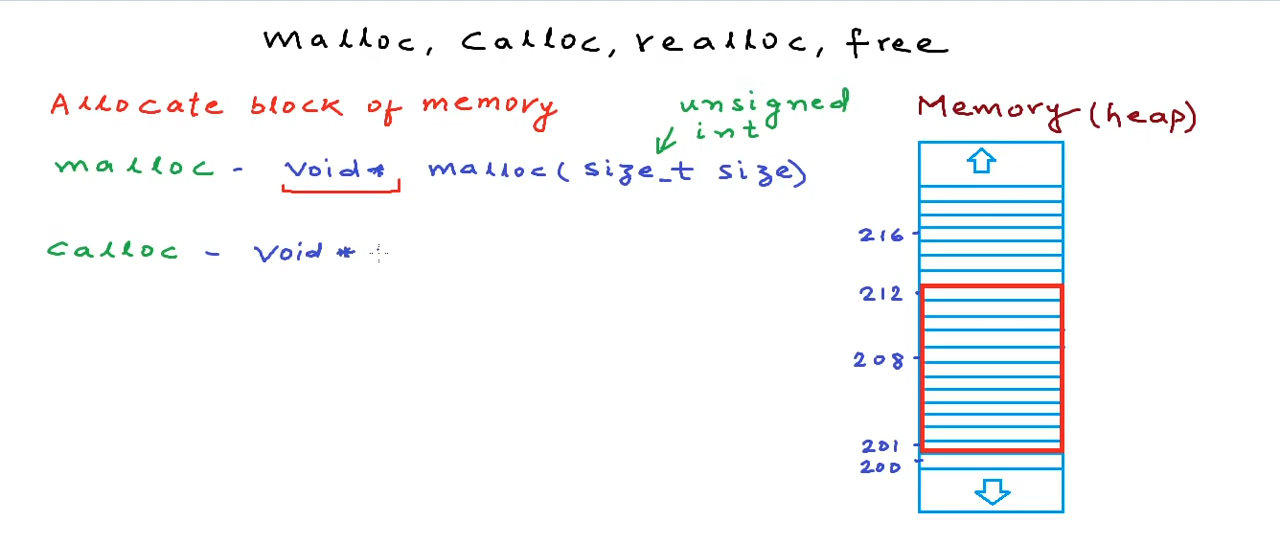 malloc, calloc, realloc, free
Allocate block of memory
unsigned
int
malloc - void* malloc(size_t size)
calloc - void *
Memory (heap)
216
212
208
201
200